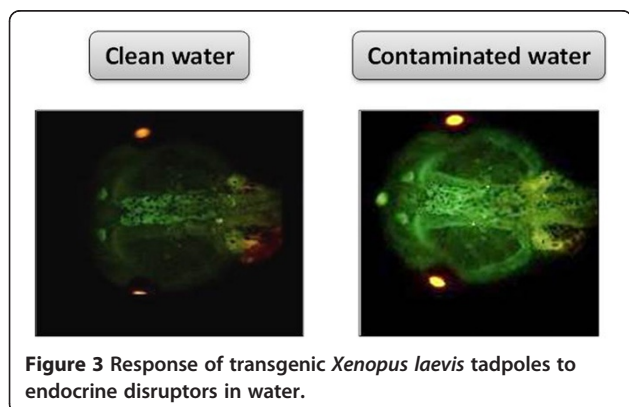 Clean water
Contaminated water
Figure 3 Response of transgenic Xenopus laevis tadpoles to
endocrine disruptors in water.